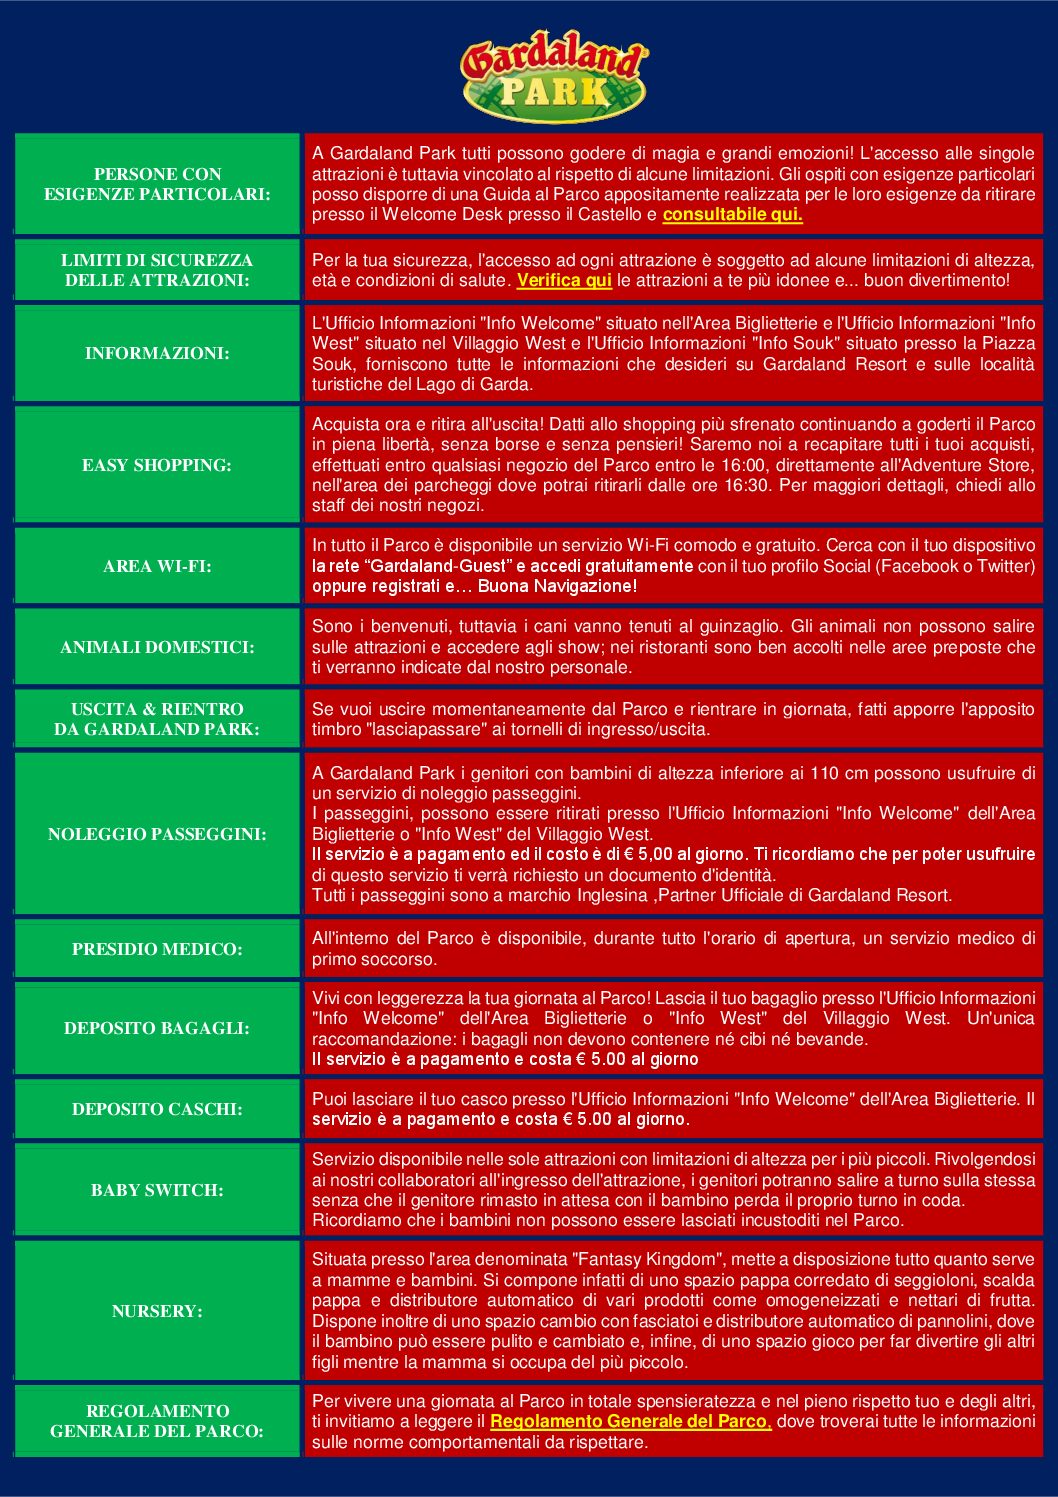 Gardaland
PARK
PERSONE CON
ESIGENZE PARTICOLARI:
A Gardaland Park tutti possono godere di magia e grandi emozioni! L'accesso alle singole
attrazioni è tuttavia vincolato al rispetto di alcune limitazioni. Gli ospiti con esigenze particolari
posso disporre di una Guida al Parco appositamente realizzata per le loro esigenze da ritirare
presso il Welcome Desk presso il Castello e consultabile qui.
LIMITI DI SICUREZZA
DELLE ATTRAZIONI:
Per la tua sicurezza, l'accesso ad ogni attrazione è soggetto ad alcune limitazioni di altezza,
età e condizioni di salute. Verifica qui le attrazioni a te più idonee e... buon divertimento!
INFORMAZIONI:
L'Ufficio Informazioni "Info Welcome" situato nell'Area Biglietterie e l'Ufficio Informazioni "Info
West" situato nel Villaggio West e l'Ufficio Informazioni "Info Souk" situato presso la Piazza
Souk, forniscono tutte le informazioni che desideri su Gardaland Resort e sulle località
turistiche del Lago di Garda.
EASY SHOPPING:
Acquista ora e ritira all'uscita! Datti allo shopping più sfrenato continuando a goderti il Parco
in piena libertà, senza borse e senza pensieri! Saremo noi a recapitare tutti i tuoi acquisti,
effettuati entro qualsiasi negozio del Parco entro le 16:00, direttamente all'Adventure Store,
nell'area dei parcheggi dove potrai ritirarli dalle ore 16:30. Per maggiori dettagli, chiedi allo
staff dei nostri negozi.
AREA WI-FI:
In tutto il Parco è disponibile un servizio Wi-Fi comodo e gratuito. Cerca con il tuo dispositivo
la rete “Gardaland-Guest” e accedi gratuitamente con il tuo profilo Social (Facebook o Twitter)
oppure registrati e… Buona Navigazione!
ANIMALI DOMESTICI:
Sono i benvenuti, tuttavia i cani vanno tenuti al guinzaglio. Gli animali non possono salire
sulle attrazioni e accedere agli show; nei ristoranti sono ben accolti nelle aree preposte che
ti verranno indicate dal nostro personale.
USCITA & RIENTRO
DA GARDALAND PARK:
Se vuoi uscire momentaneamente dal Parco e rientrare in giornata, fatti apporre l'apposito
timbro "lasciapassare" ai tornelli di ingresso/uscita.
NOLEGGIO PASSEGGINI:
A Gardaland Park i genitori con bambini di altezza inferiore ai 110 cm possono usufruire di
un servizio di noleggio passeggini.
I passeggini, possono essere ritirati presso l'Ufficio Informazioni "Info Welcome" dell'Area
Biglietterie o "Info West" del Villaggio West.
Il servizio è a pagamento ed il costo è di € 5,00 al giorno. Ti ricordiamo che per poter usufruire
di questo servizio ti verrà richiesto un documento d'identità.
Tutti i passeggini sono a marchio Inglesina ,Partner Ufficiale di Gardaland Resort.
PRESIDIO MEDICO:
All'interno del Parco è disponibile, durante tutto l'orario di apertura, un servizio medico di
primo soccorso.
DEPOSITO BAGAGLI:
Vivi con leggerezza la tua giornata al Parco! Lascia il tuo bagaglio presso l'Ufficio Informazioni
"Info Welcome" dell'Area Biglietterie o "Info West" del Villaggio West. Un'unica
raccomandazione: i bagagli non devono contenere né cibi né bevande.
Il servizio è a pagamento e costa € 5.00 al giorno
DEPOSITO CASCHI:
Puoi lasciare il tuo casco presso l'Ufficio Informazioni "Info Welcome" dell'Area Biglietterie. Il
servizio è a pagamento e costa € 5.00 al giorno.
BABY SWITCH:
Servizio disponibile nelle sole attrazioni con limitazioni di altezza per i più piccoli. Rivolgendosi
ai nostri collaboratori all'ingresso dell'attrazione, i genitori potranno salire a turno sulla stessa
senza che il genitore rimasto in attesa con il bambino perda il proprio turno in coda.
Ricordiamo che i bambini non possono essere lasciati incustoditi nel Parco.
NURSERY:
Situata presso l'area denominata "Fantasy Kingdom", mette a disposizione tutto quanto serve
a mamme e bambini. Si compone infatti di uno spazio pappa corredato di seggioloni, scalda
pappa e distributore automatico di vari prodotti come omogeneizzati e nettari di frutta.
Dispone inoltre di uno spazio cambio con fasciatoi e distributore automatico di pannolini, dove
il bambino può essere pulito e cambiato e, infine, di uno spazio gioco per far divertire gli altri
figli mentre la mamma si occupa del più piccolo.
REGOLAMENTO
GENERALE DEL PARCO:
Per vivere una giornata al Parco in totale spensieratezza e nel pieno rispetto tuo e degli altri,
ti invitiamo a leggere il Regolamento Generale del Parco, dove troverai tutte le informazioni
sulle norme comportamentali da rispettare.